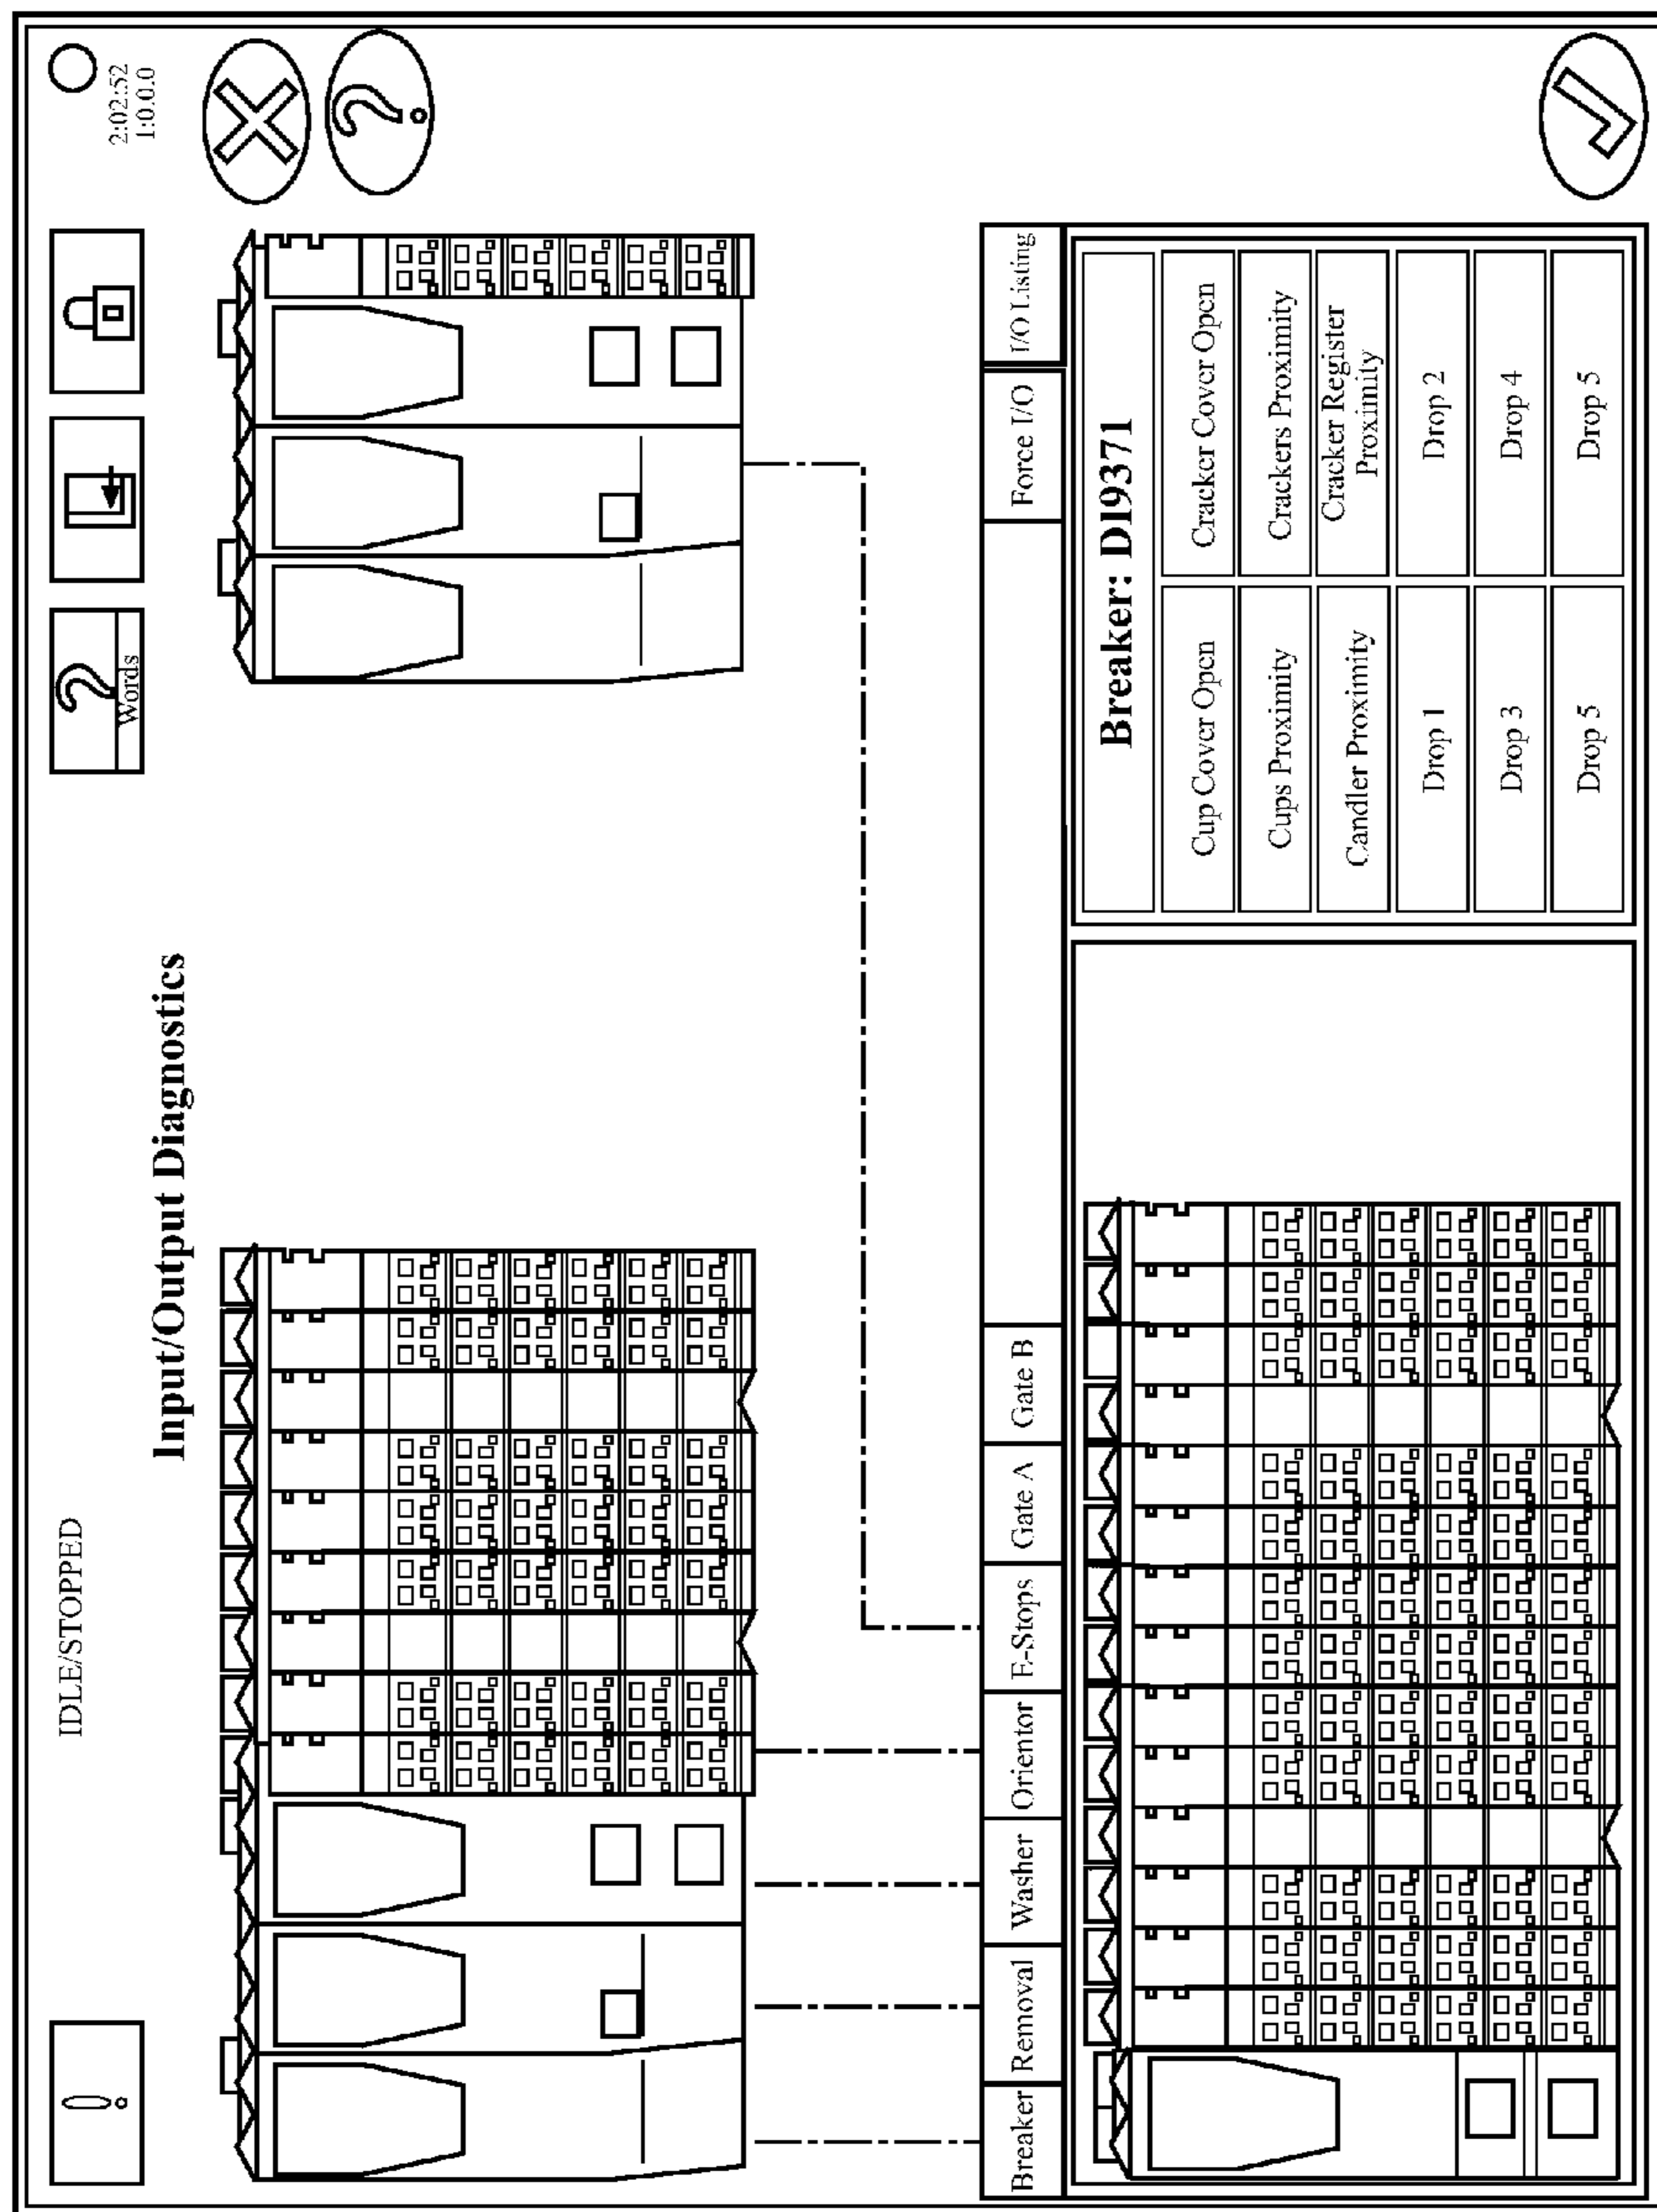 IDLE/STOPPED
Words
2:02:52
1:0.0.0
Input/Output Diagnostics
Breaker
Removal
Washer
Orientor
E-Stops
Gate A
Gate B
Force I/O
I/O Listing
Breaker: DI9371
Cup Cover Open
Cracker Cover Open
Cups Proximity
Crackers Proximity
Candler Proximity
Cracker Register
Proximity
Drop 1
Drop 2
Drop 3
Drop 4
Drop 5
Drop 5